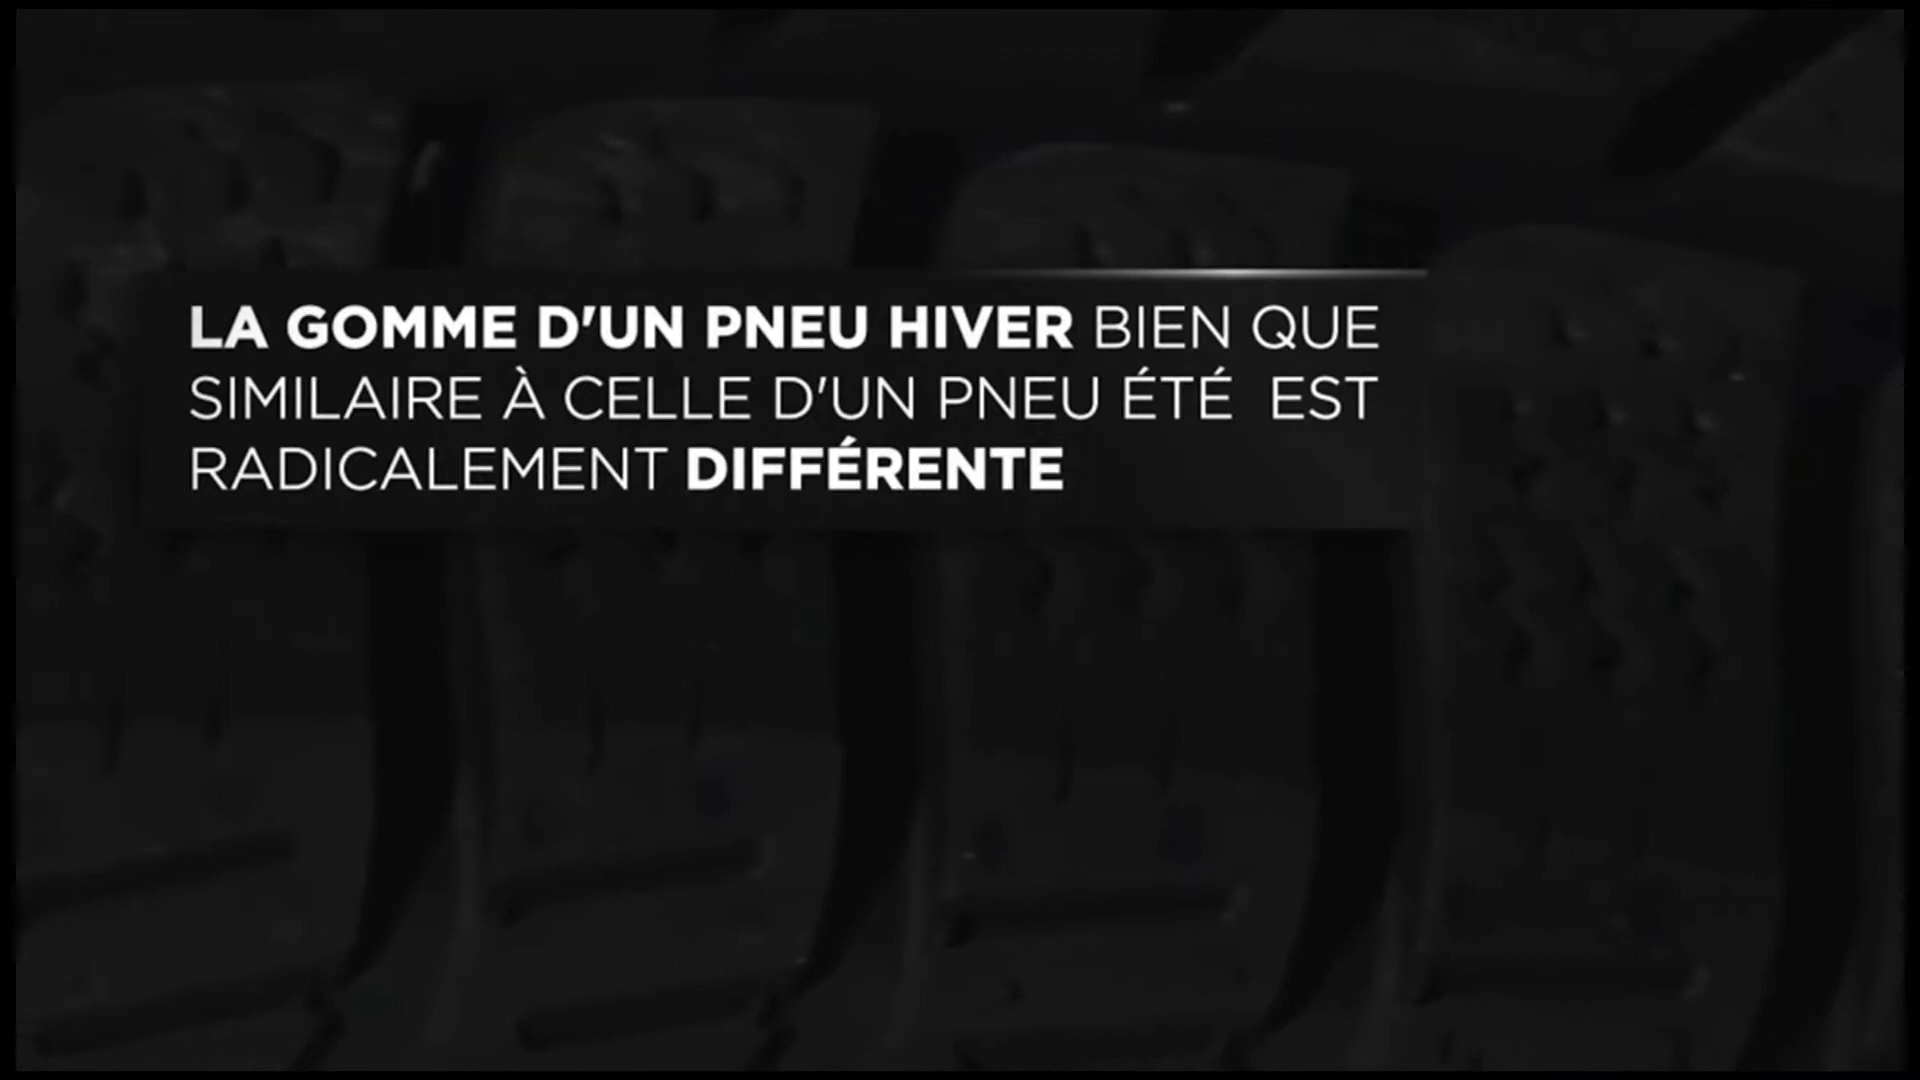 LA GOMME D'UN PNEU HIVER BIEN QUE
SIMILAIRE À CELLE D'UN PNEU ÉTÉ EST
RADICALEMENT DIFFÉRENTE